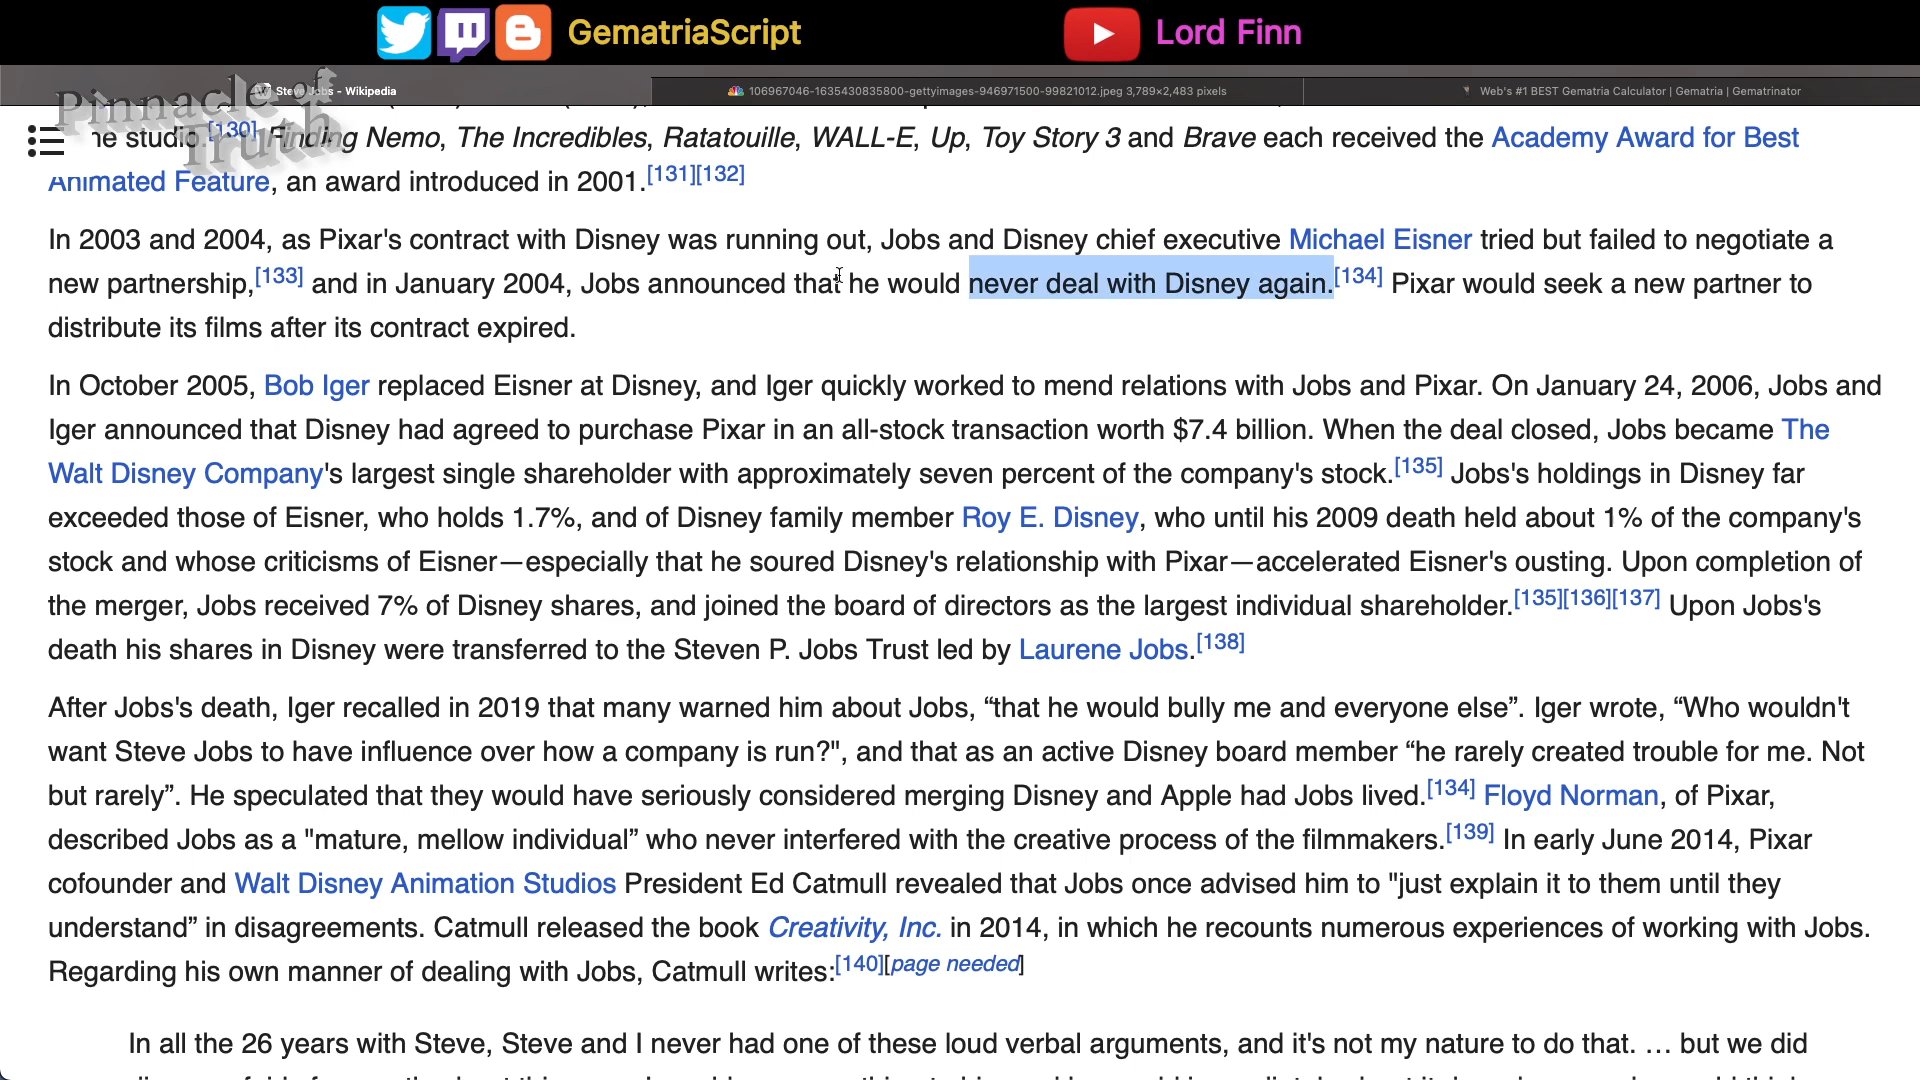 GematriaScript
Lord Finn
Pinnacle of Truth
Steve Jobs - Wikipedia
106967046-1635430835800-gettyimages-946971500-99821012.jpeg 3,789×2,483 pixels
Web's #1 BEST Gematria Calculator | Gematria | Gematrinator
he studio.[130] Finding Nemo, The Incredibles, Ratatouille, WALL-E, Up, Toy Story 3 and Brave each received the Academy Award for Best
Animated Feature, an award introduced in 2001.[131][132]
In 2003 and 2004, as Pixar's contract with Disney was running out, Jobs and Disney chief executive Michael Eisner tried but failed to negotiate a
new partnership,[133] and in January 2004, Jobs announced that he would never deal with Disney again.[134] Pixar would seek a new partner to
distribute its films after its contract expired.
In October 2005, Bob Iger replaced Eisner at Disney, and Iger quickly worked to mend relations with Jobs and Pixar. On January 24, 2006, Jobs and
Iger announced that Disney had agreed to purchase Pixar in an all-stock transaction worth $7.4 billion. When the deal closed, Jobs became The
Walt Disney Company's largest single shareholder with approximately seven percent of the company's stock.[135] Jobs's holdings in Disney far
exceeded those of Eisner, who holds 1.7%, and of Disney family member Roy E. Disney, who until his 2009 death held about 1% of the company's
stock and whose criticisms of Eisner—especially that he soured Disney's relationship with Pixar—accelerated Eisner's ousting. Upon completion of
the merger, Jobs received 7% of Disney shares, and joined the board of directors as the largest individual shareholder.[135][136][137] Upon Jobs's
death his shares in Disney were transferred to the Steven P. Jobs Trust led by Laurene Jobs.[138]
After Jobs's death, Iger recalled in 2019 that many warned him about Jobs, “that he would bully me and everyone else”. Iger wrote, “Who wouldn't
want Steve Jobs to have influence over how a company is run?", and that as an active Disney board member “he rarely created trouble for me. Not
but rarely”. He speculated that they would have seriously considered merging Disney and Apple had Jobs lived.[134] Floyd Norman, of Pixar,
described Jobs as a "mature, mellow individual” who never interfered with the creative process of the filmmakers.[139] In early June 2014, Pixar
cofounder and Walt Disney Animation Studios President Ed Catmull revealed that Jobs once advised him to "just explain it to them until they
understand” in disagreements. Catmull released the book Creativity, Inc. in 2014, in which he recounts numerous experiences of working with Jobs.
Regarding his own manner of dealing with Jobs, Catmull writes:[140][page needed]
In all the 26 years with Steve, Steve and I never had one of these loud verbal arguments, and it's not my nature to do that. … but we did